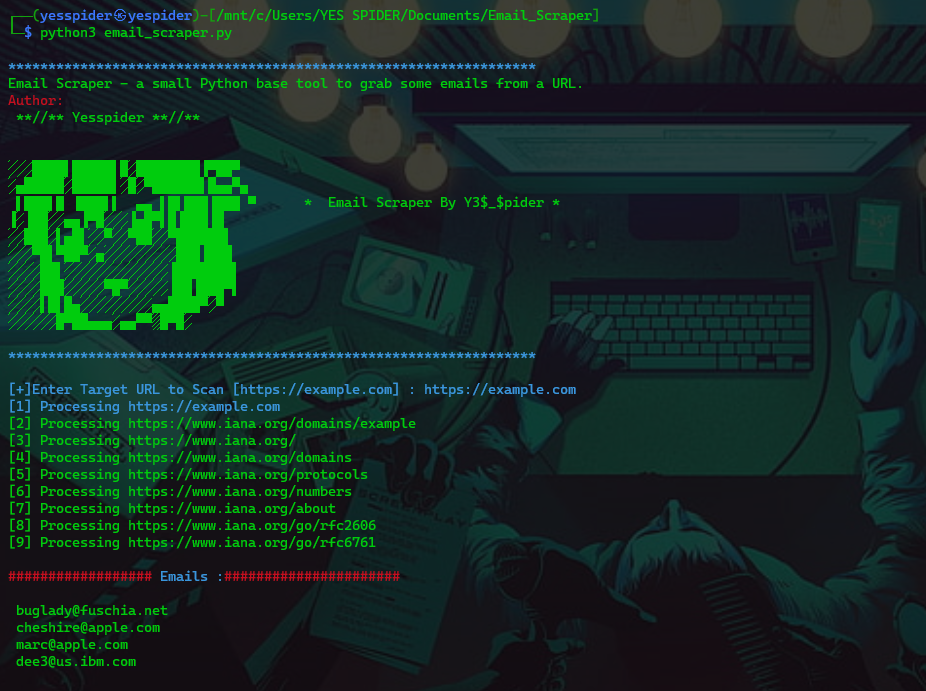 ┌──(yesspider㉿yespider)-[/mnt/c/Users/YES SPIDER/Documents/Email_Scraper]
└─$ python3 email_scraper.py
******************************************************************
Email Scraper - a small Python base tool to grab some emails from a URL.
Author:
**//** Yesspider **//**
* Email Scraper By Y3$_$pider *
******************************************************************
[+]Enter Target URL to Scan [https://example.com] : https://example.com
[1] Processing https://example.com
[2] Processing https://www.iana.org/domains/example
[3] Processing https://www.iana.org/
[4] Processing https://www.iana.org/domains
[5] Processing https://www.iana.org/protocols
[6] Processing https://www.iana.org/numbers
[7] Processing https://www.iana.org/about
[8] Processing https://www.iana.org/go/rfc2606
[9] Processing https://www.iana.org/go/rfc6761
################## Emails :######################
buglady@fuschia.net
cheshire@apple.com
marc@apple.com
dee3@us.ibm.com